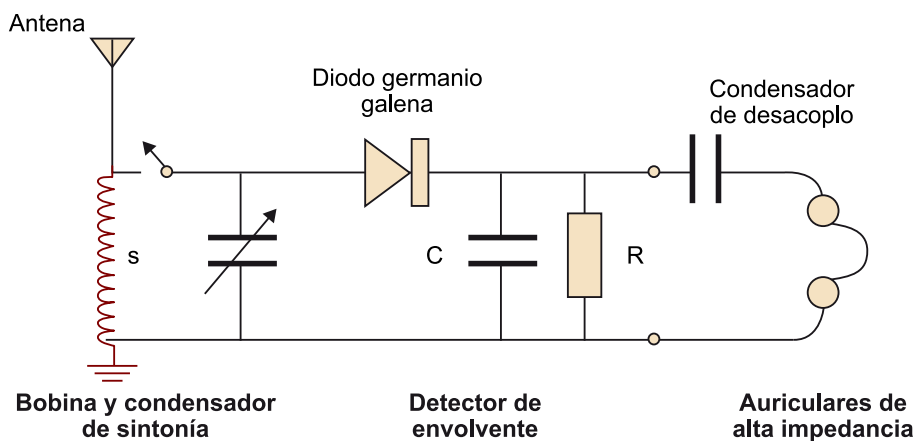 Antena
Diodo germanio
galena
Condensador
de desacoplo
s
C
R
Bobina y condensador
de sintonía
Detector de
envolvente
Auriculares de
alta impedancia